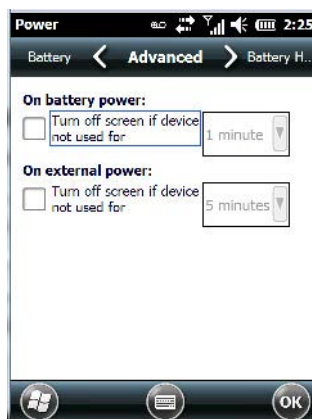 Power 2:25
Battery Advanced Battery H..
On battery power:
Turn off screen if device
not used for
1 minute
On external power:
Turn off screen if device
not used for
5 minutes
OK